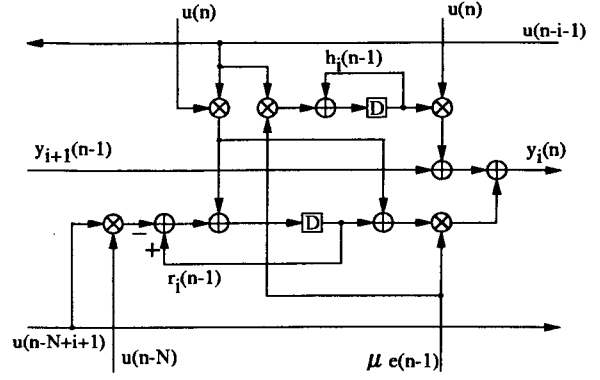 u(n)
u(n)
u(n-i-1)
h_i(n-1)
D
y_{i+1}(n-1)
y_i(n)
D
− +
r_i(n-1)
u(n-N+i+1)
u(n-N)
μ e(n-1)